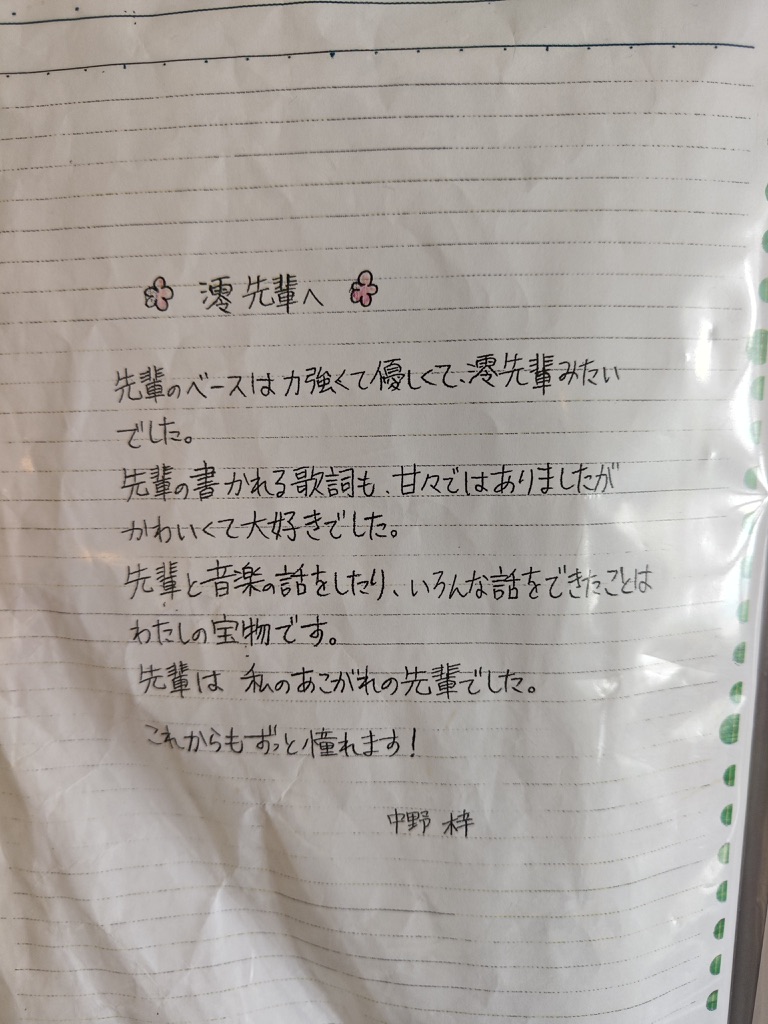 澪先輩へ
先輩のベースは力強くて優しくて、澪先輩みたい
でした。
先輩の書かれる歌詞も、甘々ではありましたが
かわいくて大好きでした。
先輩と音楽の話をしたり、いろんな話をできたことは
わたしの宝物です。
先輩は 私のあこがれの先輩でした。
これからもずっと憧れます!
中野 梓